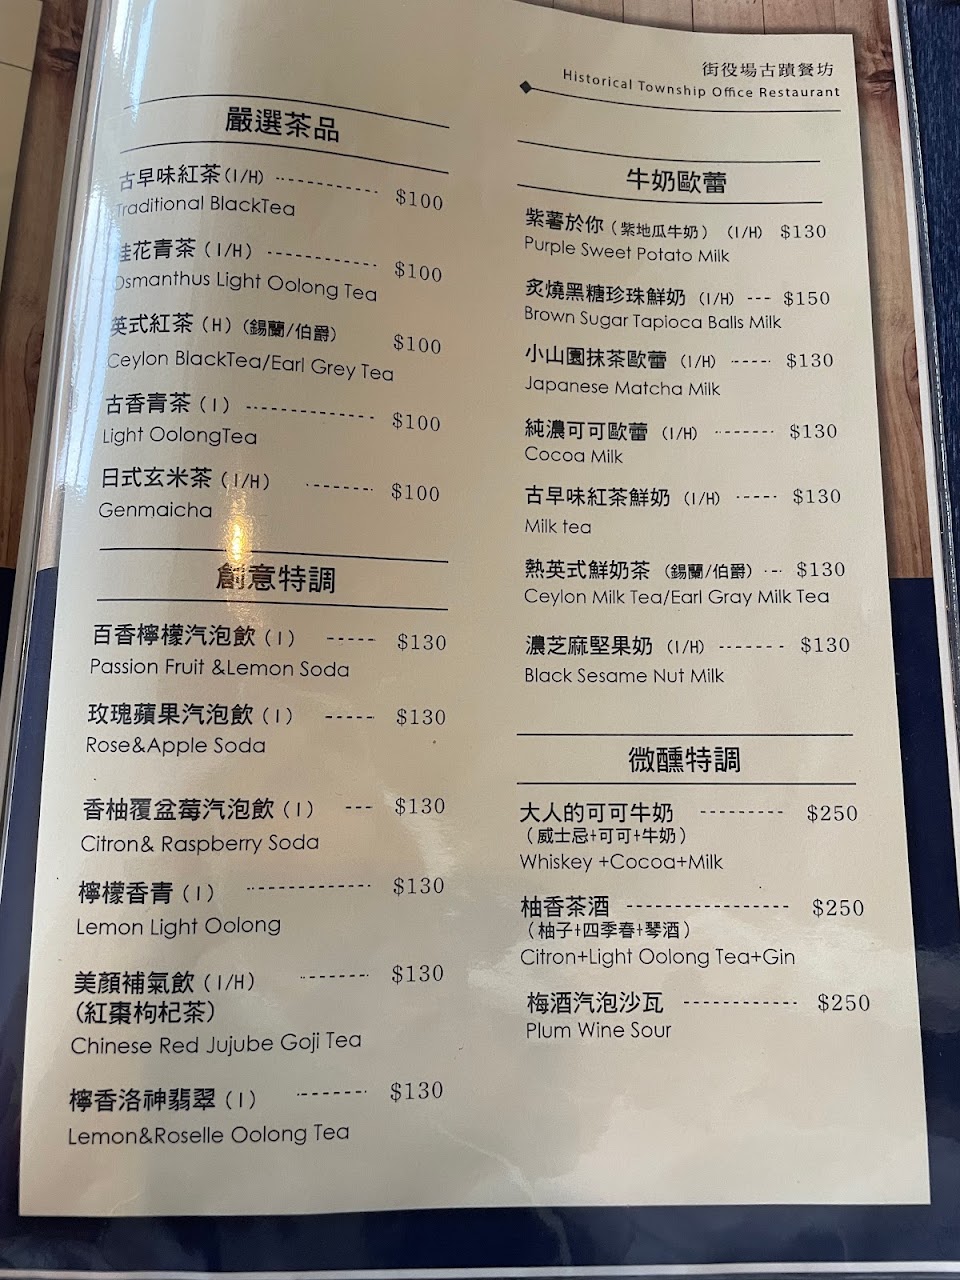 街役場古蹟餐坊
Historical Township Office Restaurant
嚴選茶品
古早味紅茶(I/H) $100
Traditional BlackTea
桂花青茶(I/H) $100
Osmanthus Light Oolong Tea
英式紅茶(H)(錫蘭/伯爵) $100
Ceylon BlackTea/Earl Grey Tea
古香青茶(I) $100
Light OolongTea
日式玄米茶(I/H) $100
Genmaicha
創意特調
百香檸檬汽泡飲(I) $130
Passion Fruit &Lemon Soda
玫瑰蘋果汽泡飲(I) $130
Rose&Apple Soda
香柚覆盆莓汽泡飲(I) $130
Citron& Raspberry Soda
檸檬香青(I) $130
Lemon Light Oolong
美顏補氣飲(I/H) $130
(紅棗枸杞茶)
Chinese Red Jujube Goji Tea
檸香洛神翡翠(I) $130
Lemon&Roselle Oolong Tea
牛奶歐蕾
紫薯於你(紫地瓜牛奶)(I/H) $130
Purple Sweet Potato Milk
炙燒黑糖珍珠鮮奶(I/H) --- $150
Brown Sugar Tapioca Balls Milk
小山園抹茶歐蕾(I/H) $130
Japanese Matcha Milk
純濃可可歐蕾(I/H) $130
Cocoa Milk
古早味紅茶鮮奶(I/H) $130
Milk tea
熱英式鮮奶茶(錫蘭/伯爵) $130
Ceylon Milk Tea/Earl Gray Milk Tea
濃芝麻堅果奶(I/H) $130
Black Sesame Nut Milk
微醺特調
大人的可可牛奶 $250
(威士忌+可可+牛奶)
Whiskey +Cocoa+Milk
柚香茶酒 $250
(柚子+四季春+琴酒)
Citron+Light Oolong Tea+Gin
梅酒汽泡沙瓦 $250
Plum Wine Sour